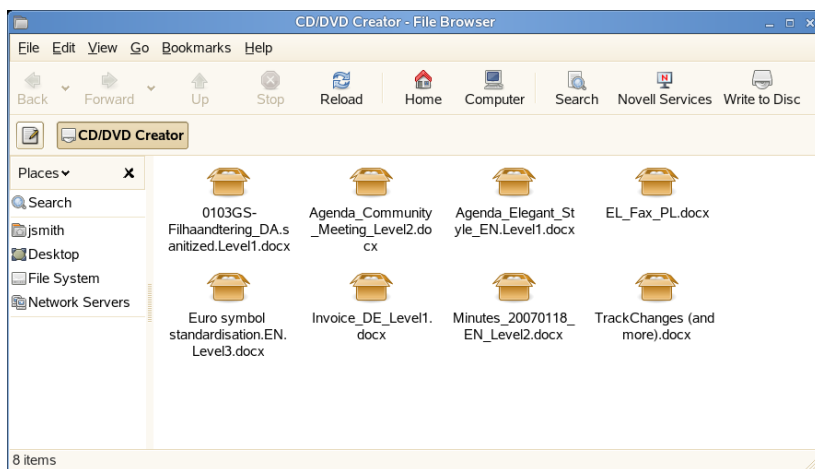 CD/DVD Creator - File Browser
File Edit View Go Bookmarks Help
Back Forward Up Stop Reload Home Computer Search Novell Services Write to Disc
CD/DVD Creator
Places
Search
jsmith
Desktop
File System
Network Servers
0103GS-
Filhaandtering_DA.s
anitized.Level1.docx
Agenda_Community
_Meeting_Level2.do
cx
Agenda_Elegant_St
yle_EN.Level1.docx
EL_Fax_PL.docx
Euro symbol
standardisation.EN.
Level3.docx
Invoice_DE_Level1.
docx
Minutes_20070118_
EN_Level2.docx
TrackChanges (and
more).docx
8 items